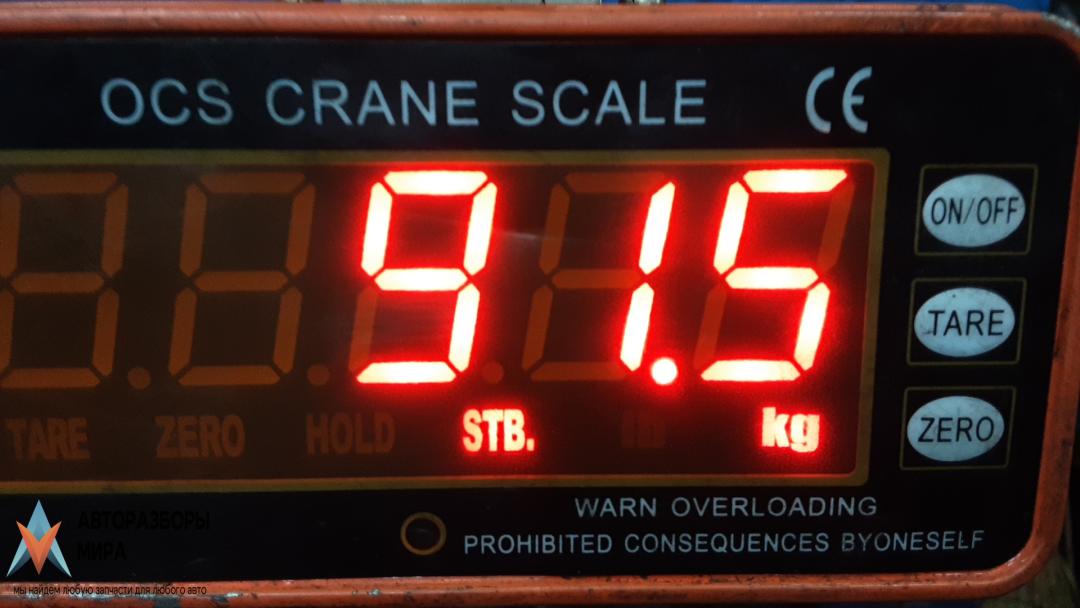 OCS CRANE SCALE CE
91.5
ON/OFF
TARE
TARE ZERO HOLD STB. lb kg
ZERO
WARN OVERLOADING
PROHIBITED CONSEQUENCES BYONESELF
АВТОРАЗБОРЫ
МИРА
мы найдем любую запчасти для любого авто